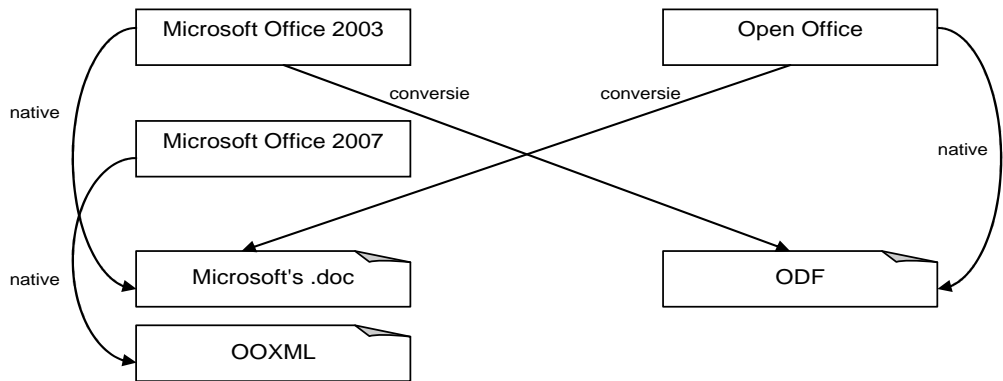 Microsoft Office 2003
Open Office
conversie
conversie
native
Microsoft Office 2007
native
Microsoft's .doc
ODF
native
OOXML